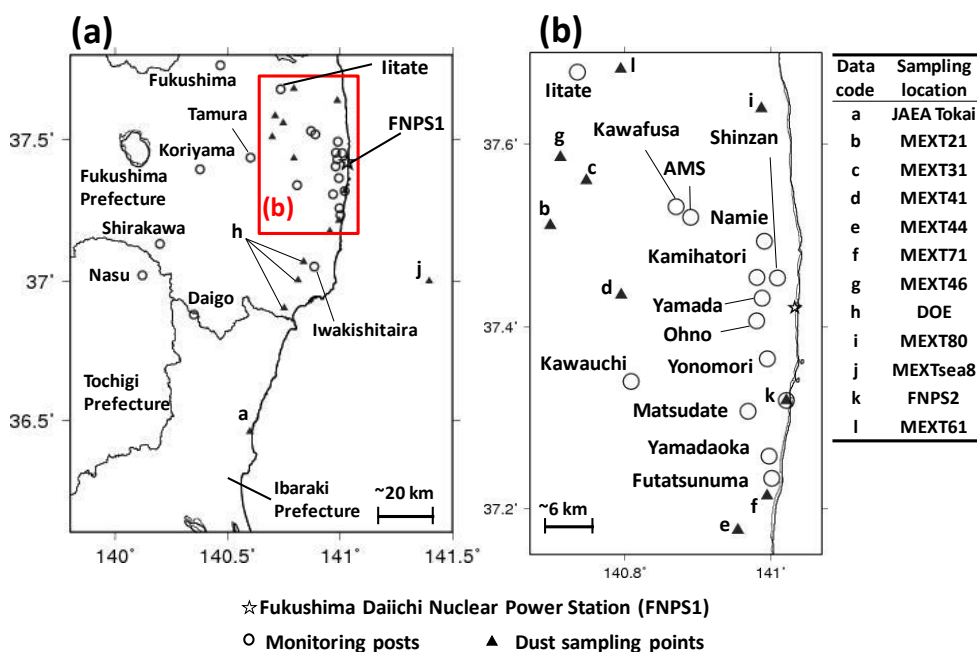 (a)
Fukushima
Iitate
Tamura
FNPS1
37.5˚
Koriyama
Fukushima
Prefecture
(b)
Shirakawa
h
Nasu
j
37˚
Daigo
Iwakishitaira
Tochigi
Prefecture
a
36.5˚
Ibaraki
Prefecture
~20 km
140˚
140.5˚
141˚
141.5˚
(b)
l
Iitate
i
Kawafusa
Shinzan
37.6˚
g
AMS
c
b
Namie
Kamihatori
d
Yamada
37.4˚
Ohno
Kawauchi
Yonomori
k
Matsudate
Yamadaoka
Futatsunuma
f
37.2˚
~6 km
e
140.8˚
141˚
Data code Sampling location
a JAEA Tokai
b MEXT21
c MEXT31
d MEXT41
e MEXT44
f MEXT71
g MEXT46
h DOE
i MEXT80
j MEXTsea8
k FNPS2
l MEXT61
☆Fukushima Daiichi Nuclear Power Station (FNPS1)
○ Monitoring posts ▲ Dust sampling points